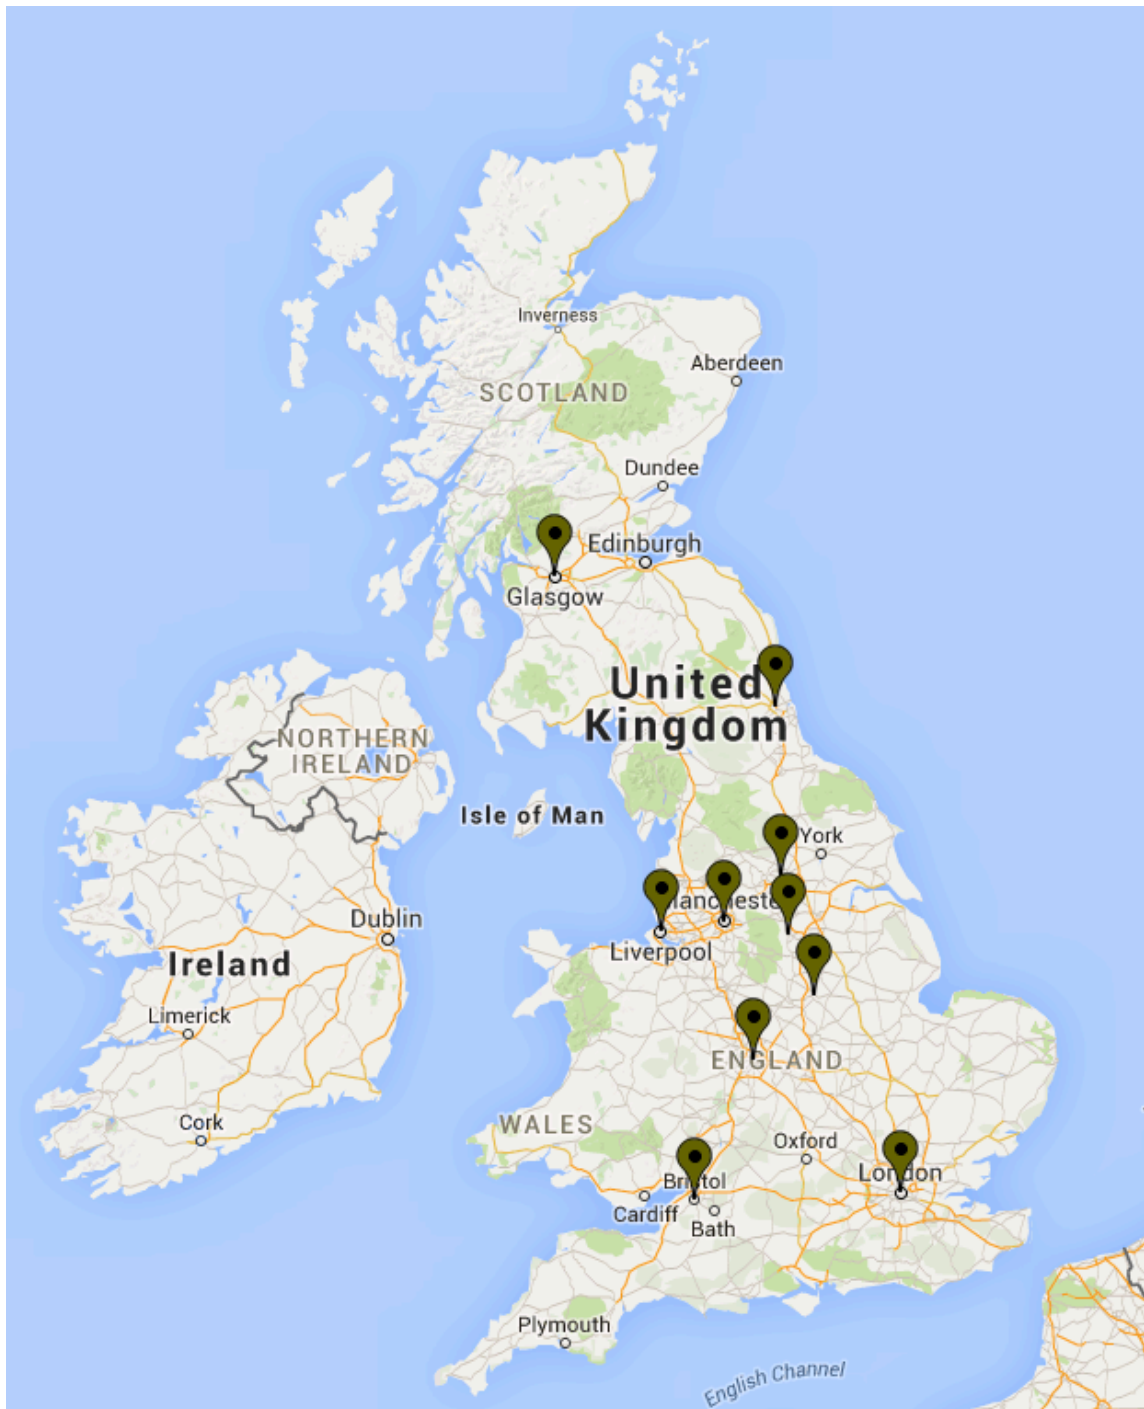 Inverness
Aberdeen
SCOTLAND
Dundee
Edinburgh
Glasgow
United
Kingdom
NORTHERN
IRELAND
Isle of Man
York
Dublin
Liverpool
Ireland
Limerick
ENGLAND
Cork
WALES
Oxford
London
Bristol
Cardiff
Bath
Plymouth
English Channel